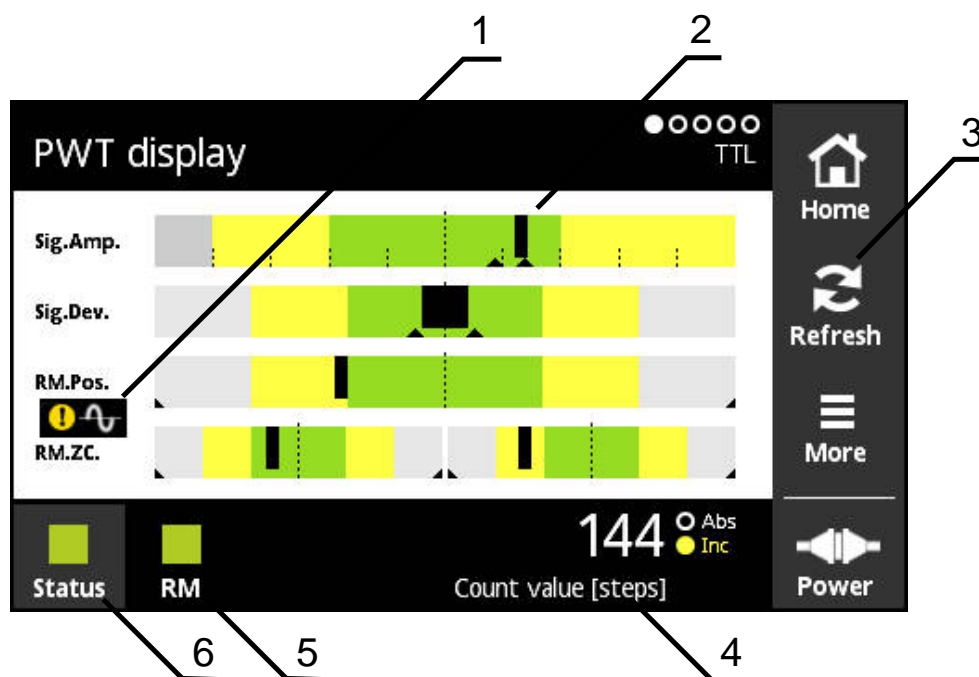 1
2
PWT display
TTL
3
Home
Sig.Amp.
Sig.Dev.
Refresh
RM.Pos.
!
RM.ZC.
More
144
Abs
Inc
Status
RM
Count value [steps]
Power
6
5
4